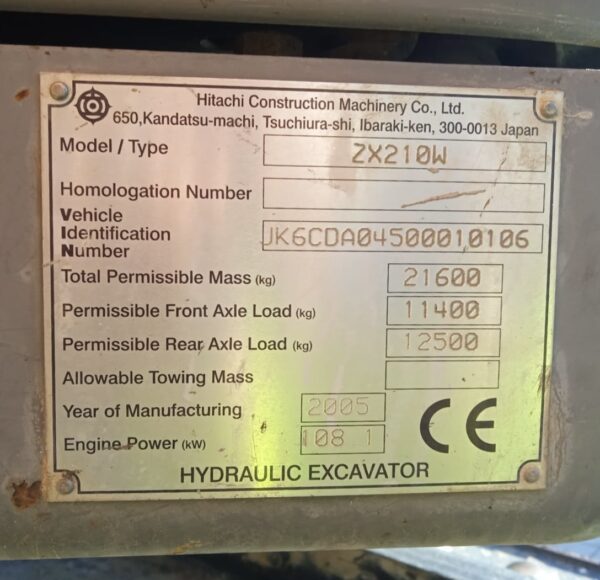 Hitachi Construction Machinery Co., Ltd.
650,Kandatsu-machi, Tsuchiura-shi, Ibaraki-ken, 300-0013 Japan
Model / Type ZX210W
Homologation Number
Vehicle
Identification JK6CDA04500010106
Number
Total Permissible Mass (kg) 21600
Permissible Front Axle Load (kg) 11400
Permissible Rear Axle Load (kg) 12500
Allowable Towing Mass
Year of Manufacturing 2005
Engine Power (kW) 108 1
CE
HYDRAULIC EXCAVATOR